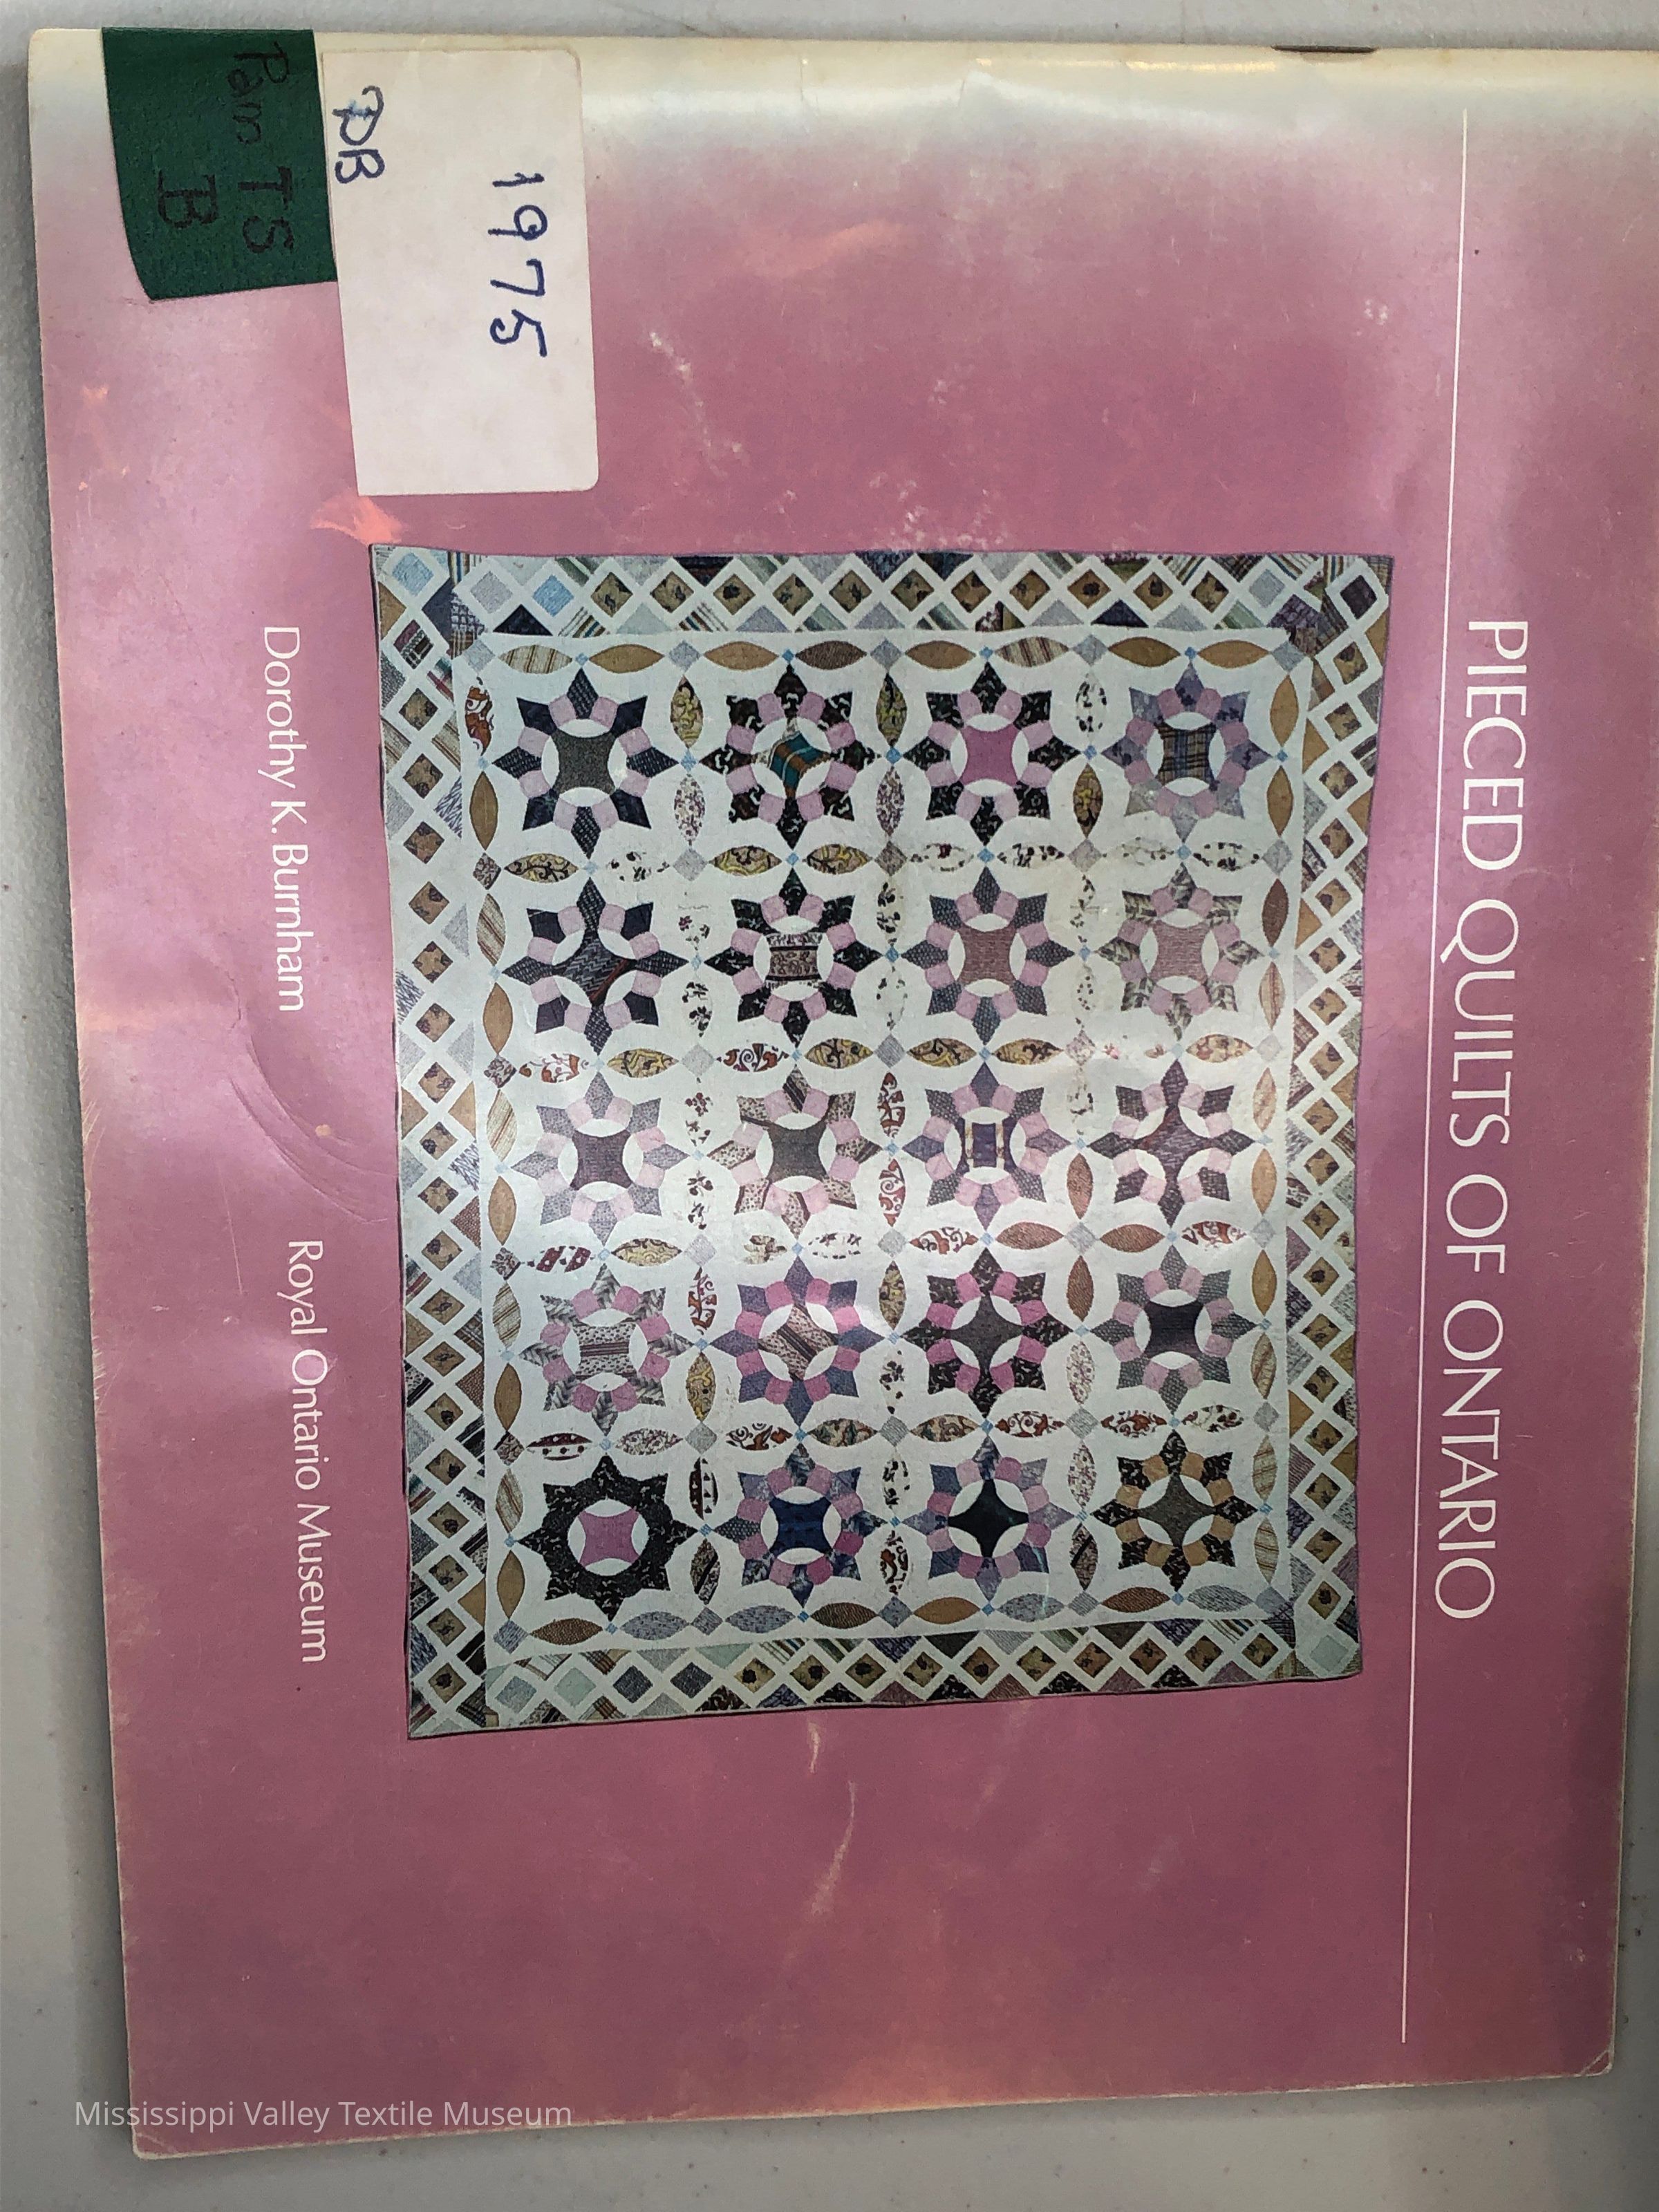 PIECED QUILTS OF ONTARIO
1975
DB
Pam TS
B
Dorothy K. Burnham
Royal Ontario Museum
Mississippi Valley Textile Museum